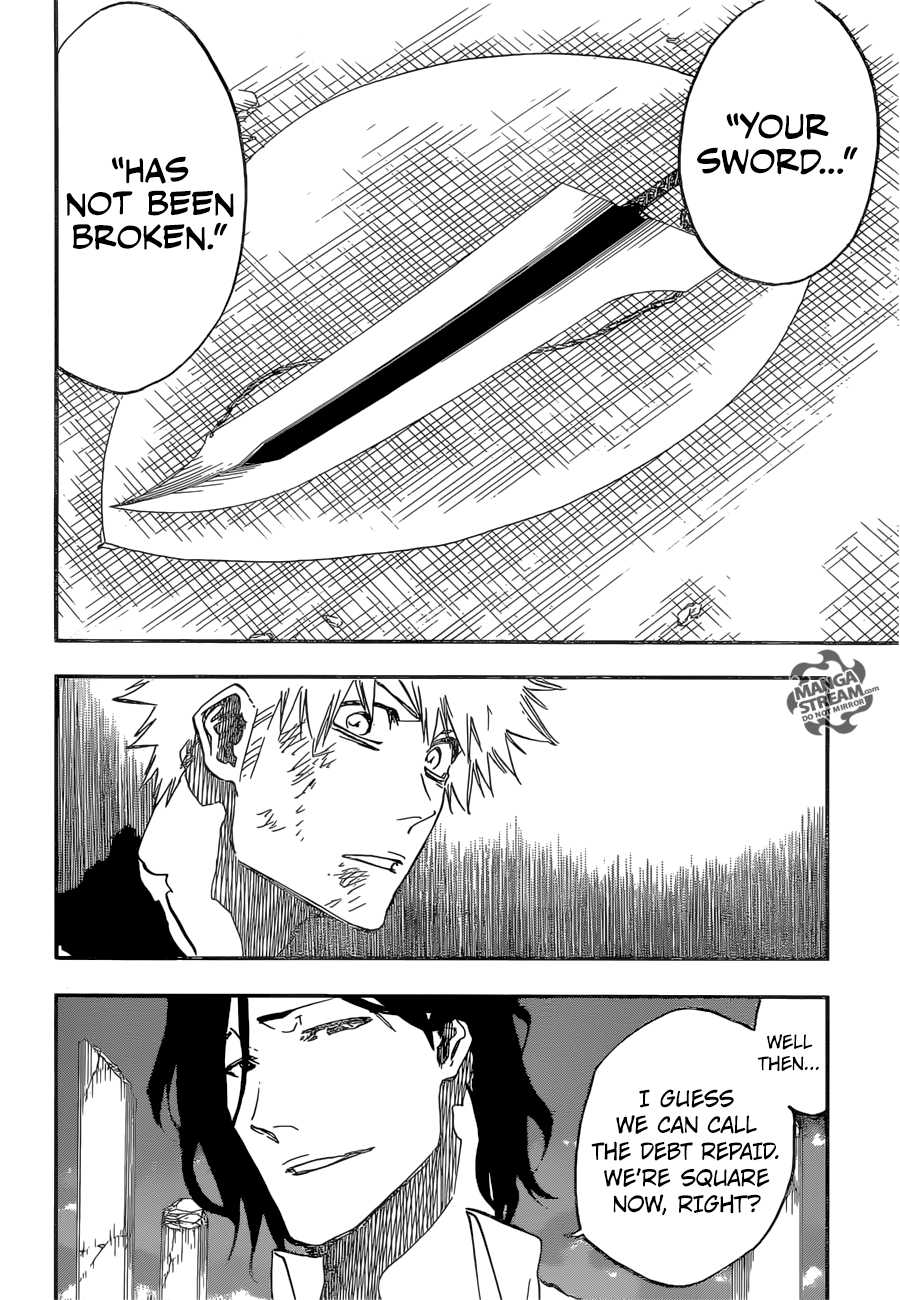 "YOUR
SWORD..."
"HAS
NOT BEEN
BROKEN."
MANGA
STREAM.com
DO NOT MIRROR
WELL
THEN...
I GUESS
WE CAN CALL
THE DEBT REPAID.
WE'RE SQUARE
NOW, RIGHT?